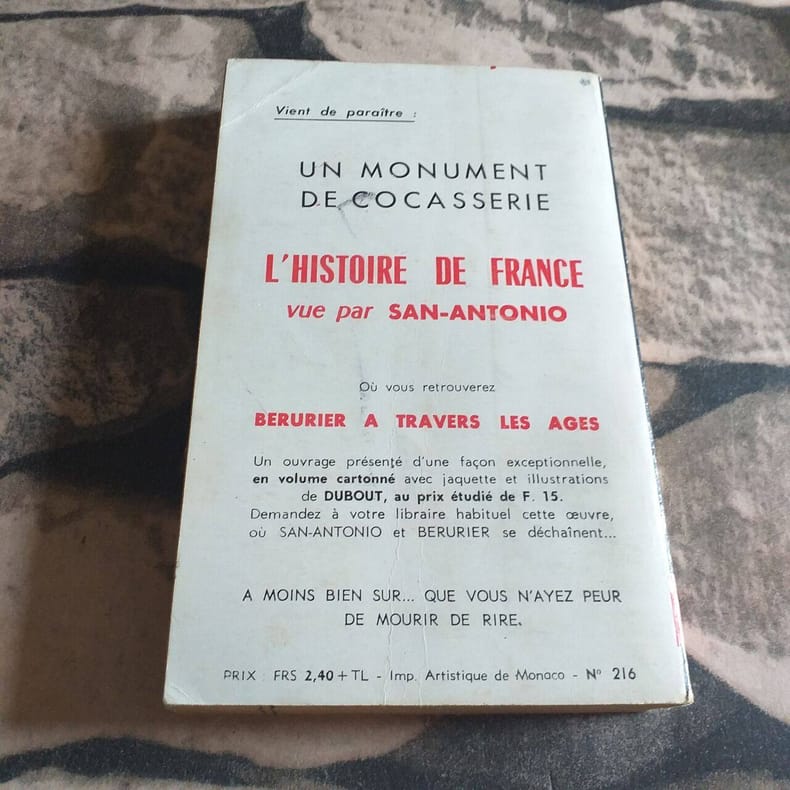 Vient de paraître :
UN MONUMENT
DE COCASSERIE
L'HISTOIRE DE FRANCE
vue par SAN-ANTONIO
Où vous retrouverez
BERURIER A TRAVERS LES AGES
Un ouvrage présenté d'une façon exceptionnelle,
en volume cartonné avec jaquette et illustrations
de DUBOUT, au prix étudié de F. 15.
Demandez à votre libraire habituel cette œuvre,
où SAN-ANTONIO et BERURIER se déchaînent...
A MOINS BIEN SUR... QUE VOUS N'AYEZ PEUR
DE MOURIR DE RIRE.
PRIX : FRS 2,40 + TL - Imp. Artistique de Monaco - N° 216